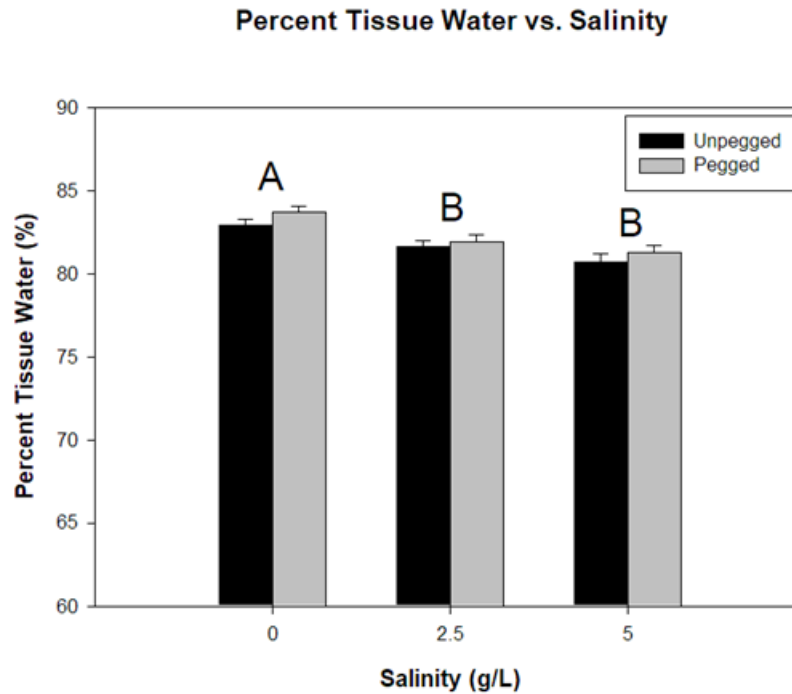 Percent Tissue Water vs. Salinity
Unpegged
Pegged
Percent Tissue Water (%)
90
85
80
75
70
65
60
A
B
B
0
2.5
5
Salinity (g/L)